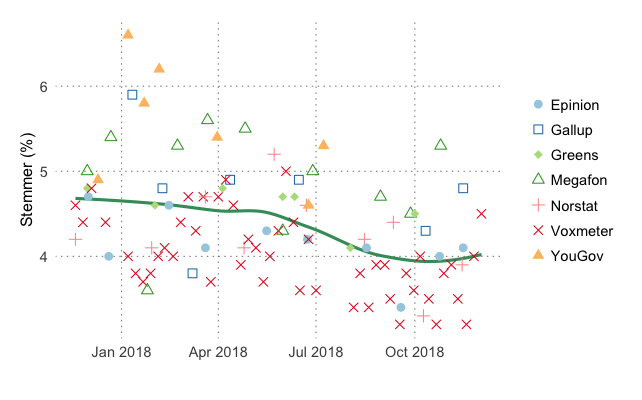 6
5
4
Stemmer (%)
Jan 2018
Apr 2018
Jul 2018
Oct 2018
Epinion
Gallup
Greens
Megafon
Norstat
Voxmeter
YouGov